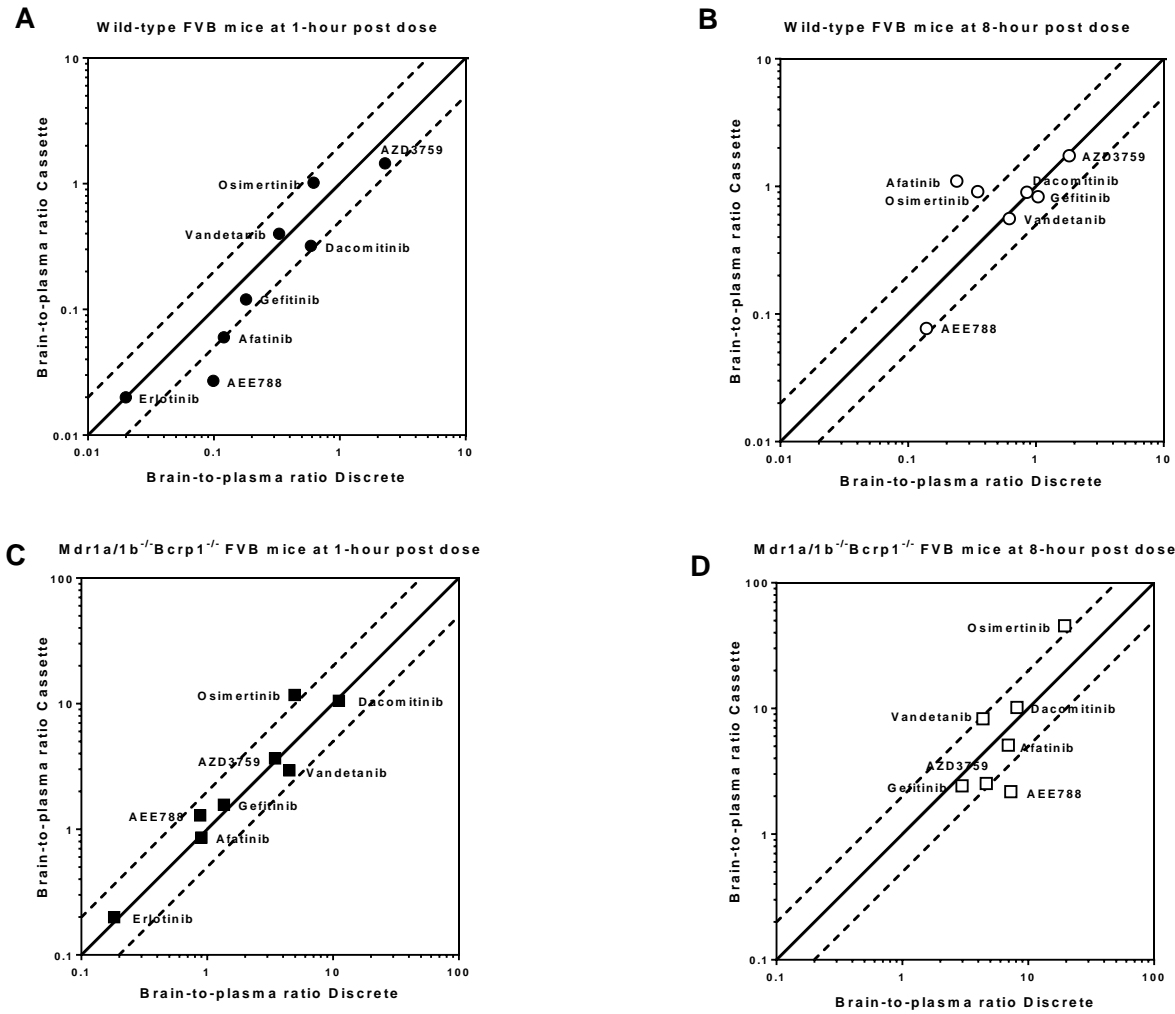 A
Wild-type FVB mice at 1-hour post dose
Brain-to-plasma ratio Cassette
10
1
0.1
0.01
AZD3759
Osimertinib
Vandetanib
Dacomitinib
Gefitinib
Afatinib
AEE788
Erlotinib
0.01
0.1
1
10
Brain-to-plasma ratio Discrete
B
Wild-type FVB mice at 8-hour post dose
Brain-to-plasma ratio Cassette
10
1
0.1
0.01
AZD3759
Afatinib
Dacomitinib
Osimertinib
Gefitinib
Vandetanib
AEE788
0.01
0.1
1
10
Brain-to-plasma ratio Discrete
C
Mdr1a/1b-/-Bcrp1-/- FVB mice at 1-hour post dose
Brain-to-plasma ratio Cassette
100
10
1
0.1
Osimertinib
Dacomitinib
AZD3759
Vandetanib
Gefitinib
AEE788
Afatinib
Erlotinib
0.1
1
10
100
Brain-to-plasma ratio Discrete
D
Mdr1a/1b-/-Bcrp1-/- FVB mice at 8-hour post dose
Brain-to-plasma ratio Cassette
100
10
1
0.1
Osimertinib
Vandetanib
Dacomitinib
Afatinib
AZD3759
Gefitinib
AEE788
0.1
1
10
100
Brain-to-plasma ratio Discrete